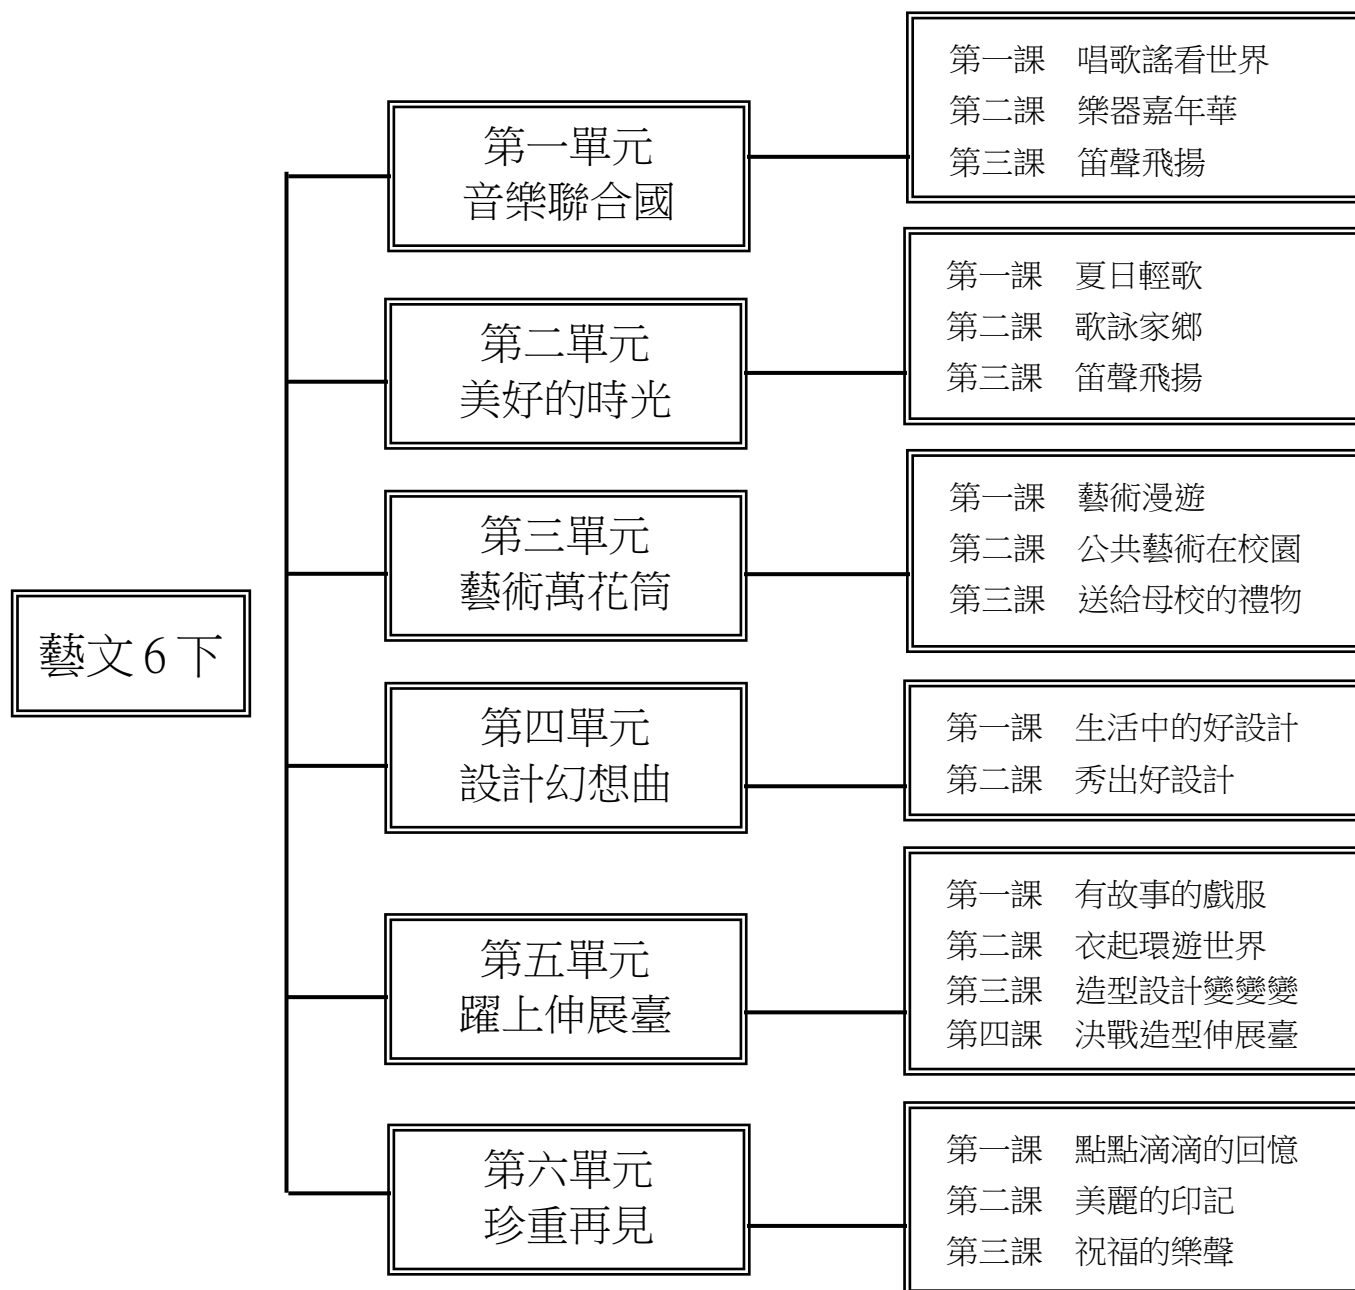 藝文6下
第一單元
音樂聯合國
第一課　唱歌謠看世界
第二課　樂器嘉年華
第三課　笛聲飛揚
第二單元
美好的時光
第一課　夏日輕歌
第二課　歌詠家鄉
第三課　笛聲飛揚
第三單元
藝術萬花筒
第一課　藝術漫遊
第二課　公共藝術在校園
第三課　送給母校的禮物
第四單元
設計幻想曲
第一課　生活中的好設計
第二課　秀出好設計
第五單元
躍上伸展臺
第一課　有故事的戲服
第二課　衣起環遊世界
第三課　造型設計變變變
第四課　決戰造型伸展臺
第六單元
珍重再見
第一課　點點滴滴的回憶
第二課　美麗的印記
第三課　祝福的樂聲